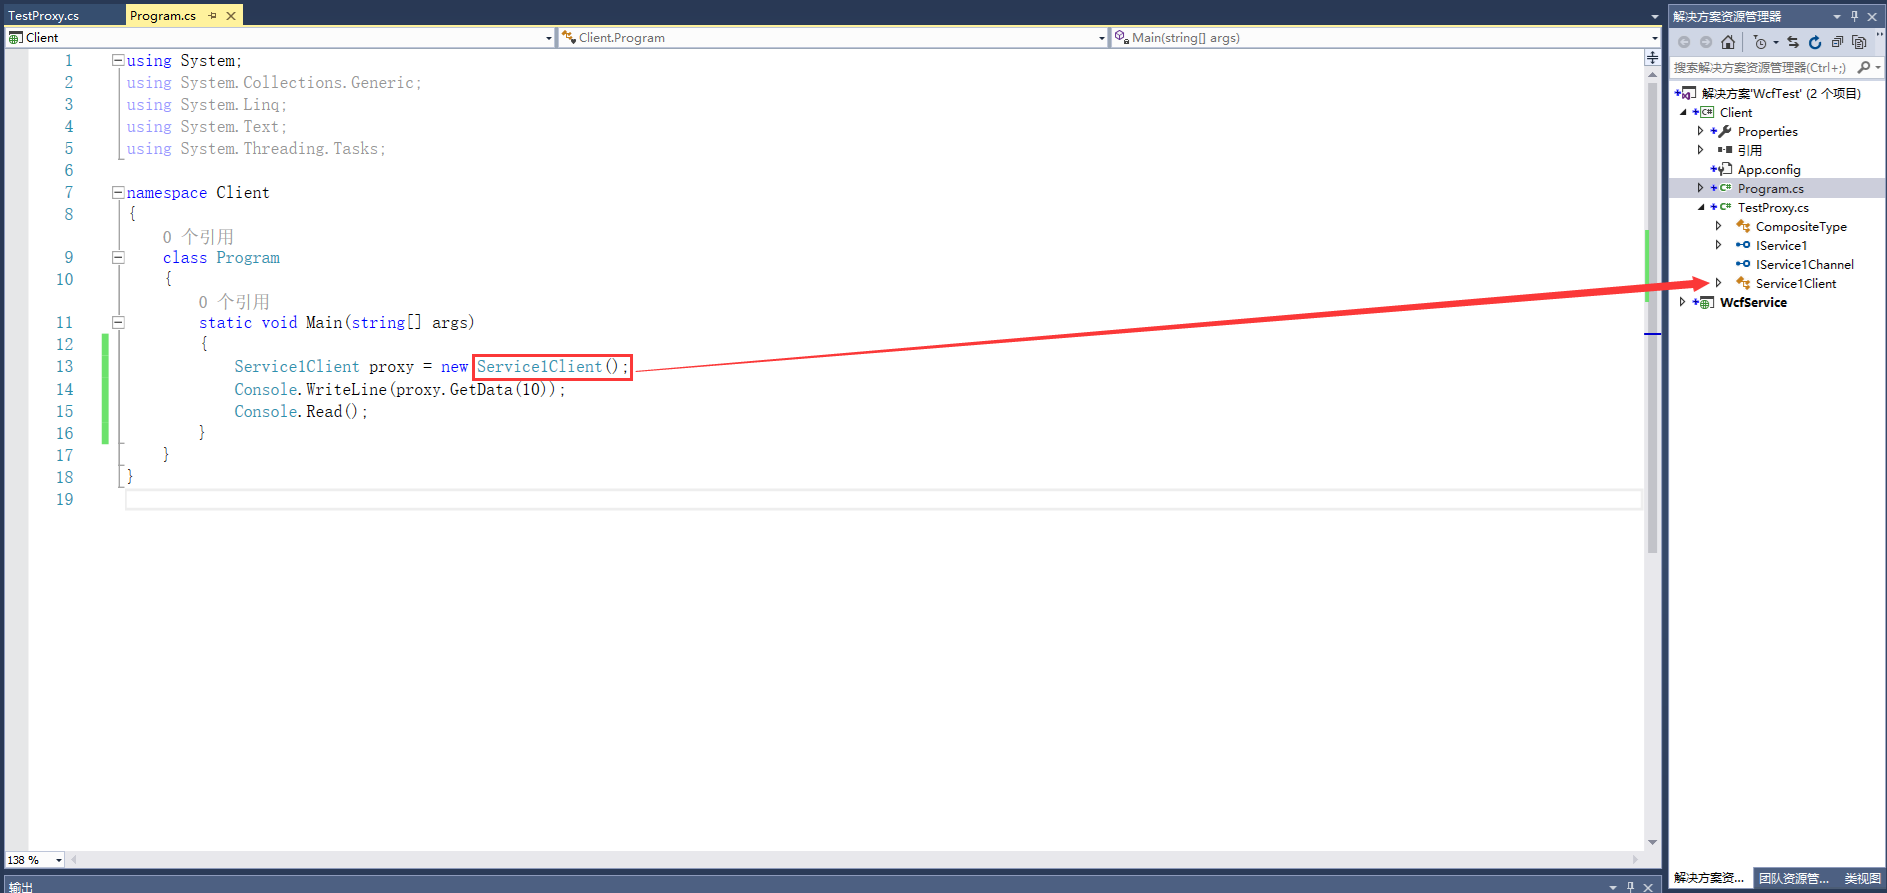 TestProxy.cs
Program.cs
Client
Client.Program
Main(string[] args)
1 using System;
2 using System.Collections.Generic;
3 using System.Linq;
4 using System.Text;
5 using System.Threading.Tasks;
6
7 namespace Client
8 {
0 个引用
9 class Program
10 {
0 个引用
11 static void Main(string[] args)
12 {
13 Service1Client proxy = new Service1Client();
14 Console.WriteLine(proxy.GetData(10));
15 Console.Read();
16 }
17 }
18 }
19
138 %
输出
解决方案资源管理器
搜索解决方案资源管理器(Ctrl+;)
解决方案'WcfTest' (2 个项目)
Client
Properties
引用
App.config
Program.cs
TestProxy.cs
CompositeType
IService1
IService1Channel
Service1Client
WcfService
解决方案资...
团队资源管...
类视图